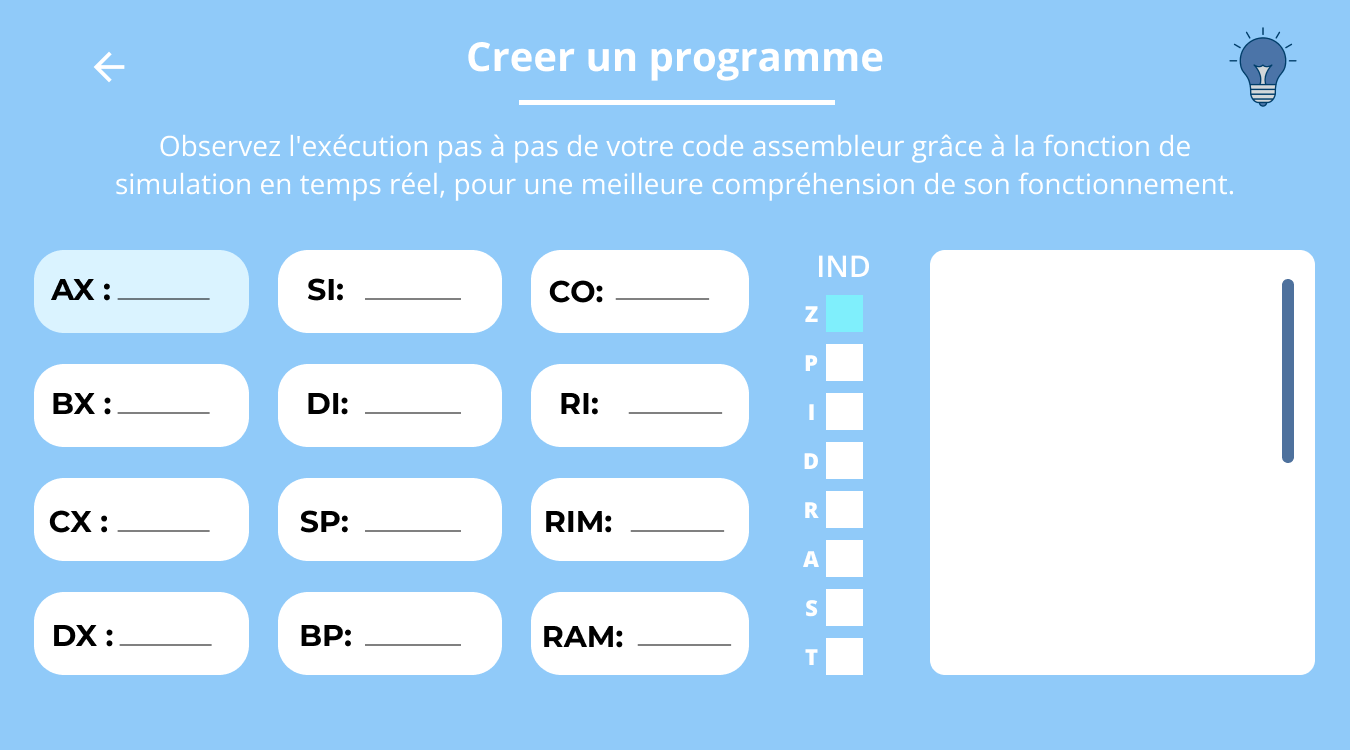 Creer un programme
Observez l'exécution pas à pas de votre code assembleur grâce à la fonction de
simulation en temps réel, pour une meilleure compréhension de son fonctionnement.
AX :
SI:
CO:
IND
Z
P
BX :
DI:
RI:
I
D
CX :
SP:
RIM:
R
A
S
DX :
BP:
RAM:
T